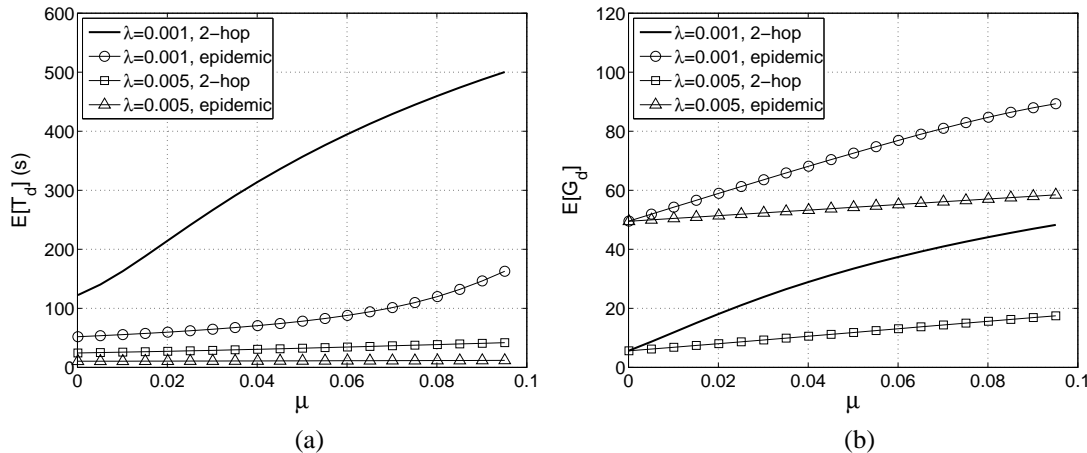 600
500
400
300
200
100
0
E[T_d] (s)
λ=0.001, 2−hop
λ=0.001, epidemic
λ=0.005, 2−hop
λ=0.005, epidemic
0 0.02 0.04 0.06 0.08 0.1
μ
(a)
120
100
80
60
40
20
0
E[G_d]
λ=0.001, 2−hop
λ=0.001, epidemic
λ=0.005, 2−hop
λ=0.005, epidemic
0 0.02 0.04 0.06 0.08 0.1
μ
(b)